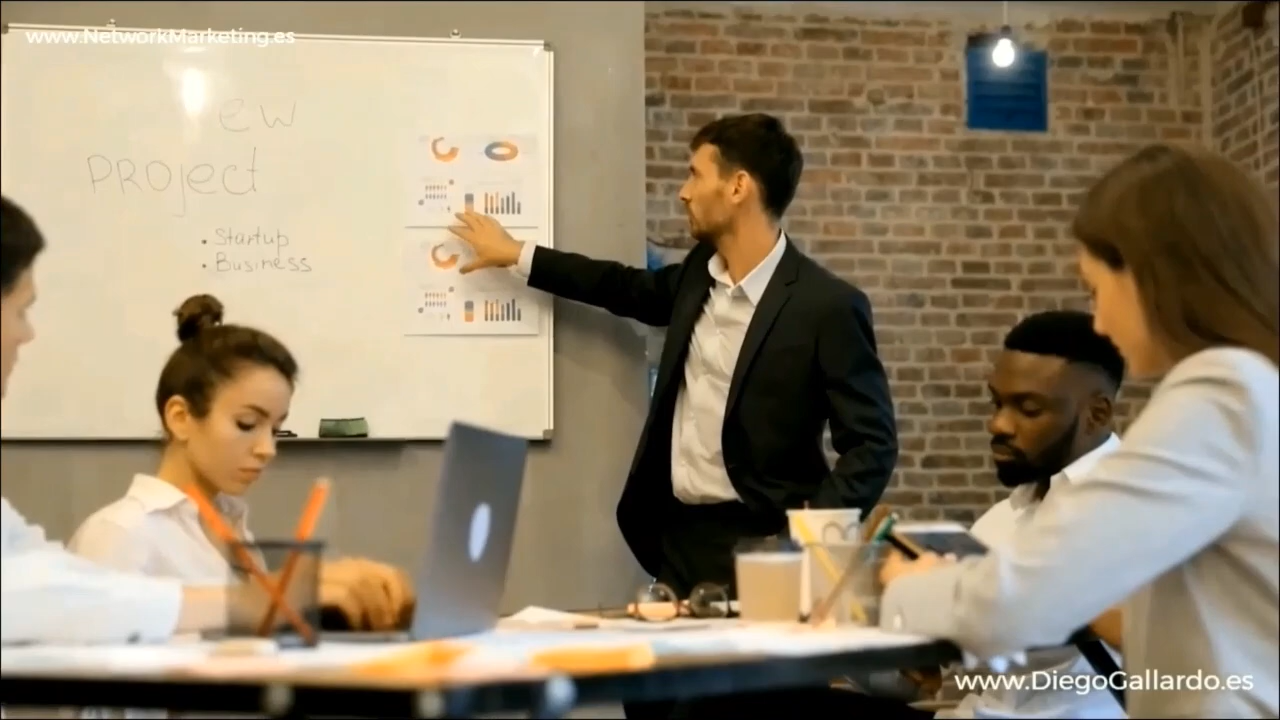 www.NetworkMarketing.es
ew
PROJECT
• Startup
• Business
www.DiegoGallardo.es